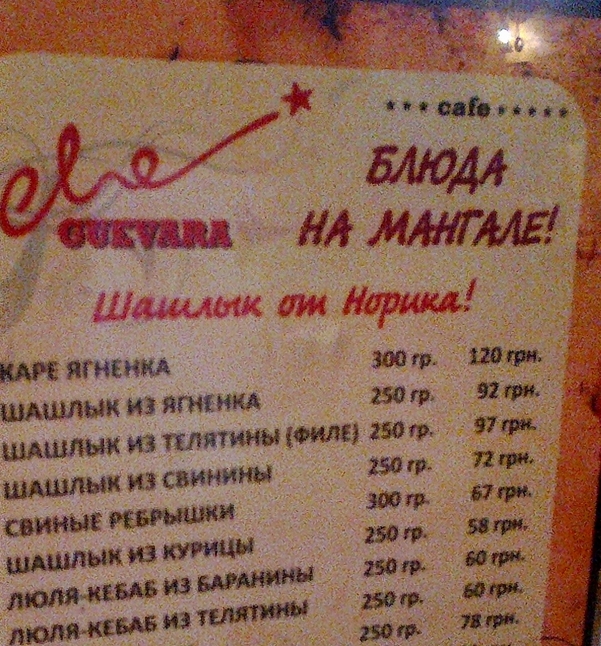 *** cafe *****
che
GUEVARA
БЛЮДА
НА МАНГАЛЕ!
Шашлык от Норика!
КАРЕ ЯГНЕНКА 300 гр. 120 грн.
ШАШЛЫК ИЗ ЯГНЕНКА 250 гр. 92 грн.
ШАШЛЫК ИЗ ТЕЛЯТИНЫ (ФИЛЕ) 250 гр. 97 грн.
ШАШЛЫК ИЗ СВИНИНЫ 250 гр. 72 грн.
СВИНЫЕ РЕБРЫШКИ 300 гр. 67 грн.
ШАШЛЫК ИЗ КУРИЦЫ 250 гр. 58 грн.
ЛЮЛЯ-КЕБАБ ИЗ БАРАНИНЫ 250 гр. 60 грн.
ЛЮЛЯ-КЕБАБ ИЗ ТЕЛЯТИНЫ 250 гр. 60 грн.
250 гр. 78 грн.